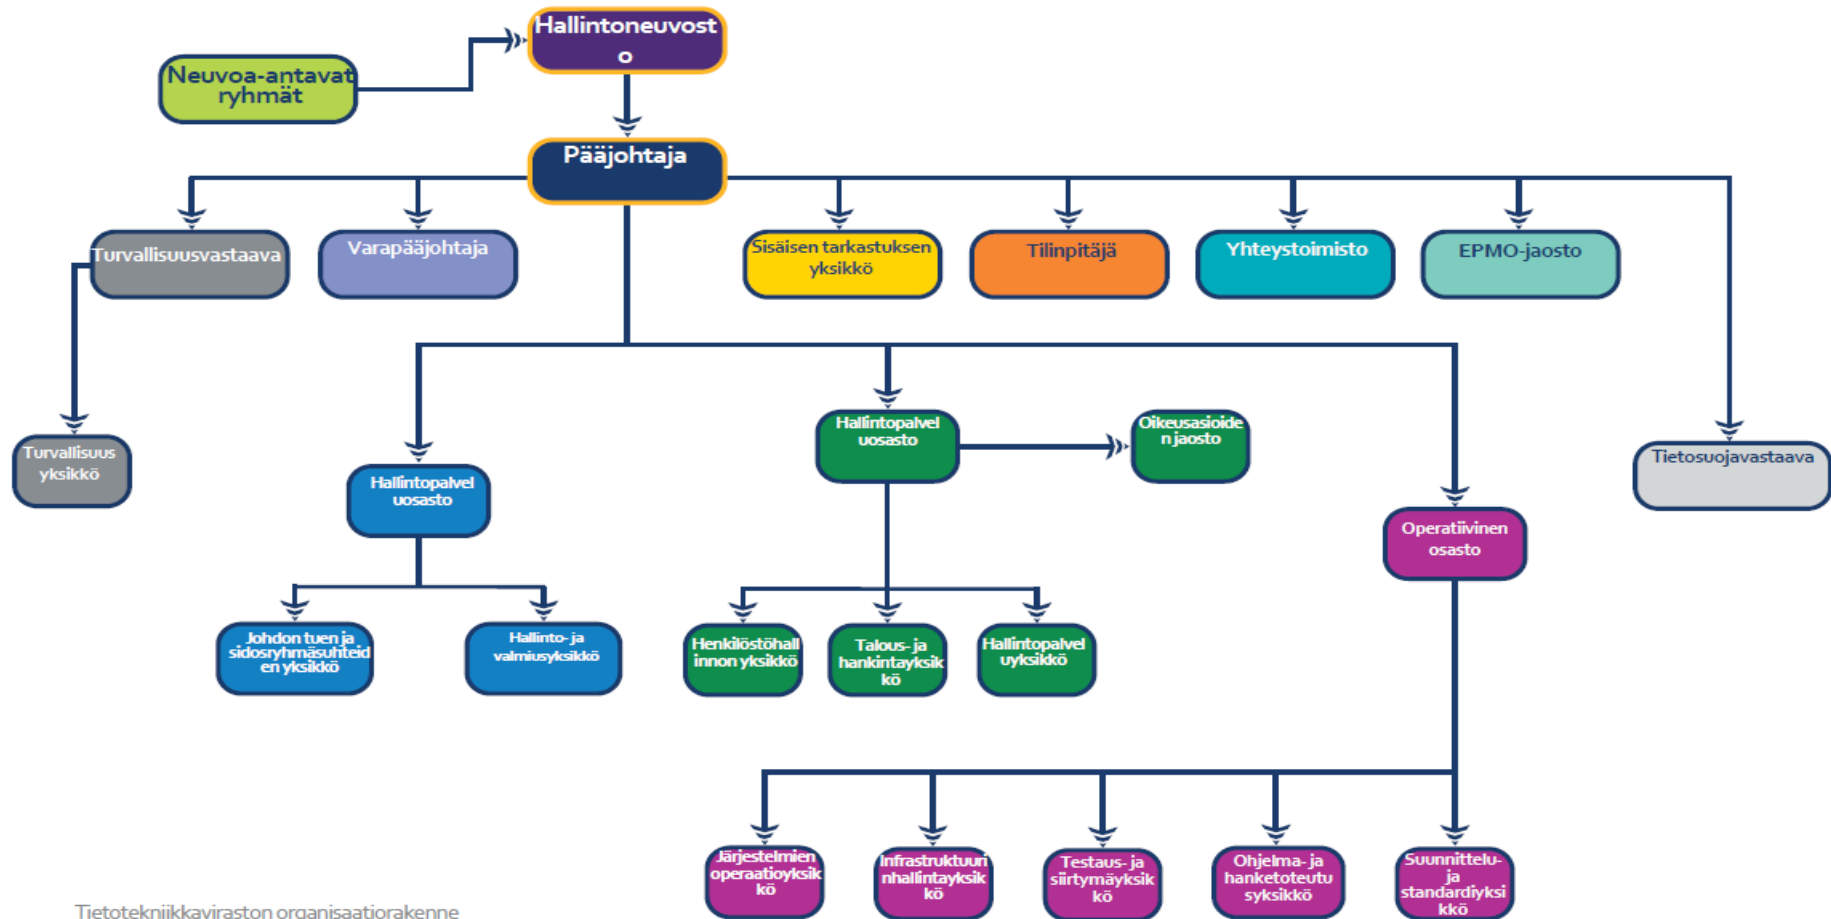 Hallintoneuvost
o
Neuvoa-antavat
ryhmät
Pääjohtaja
Turvallisuusvastaava
Varapääjohtaja
Sisäisen tarkastuksen
yksikkö
Tilinpitäjä
Yhteystoimisto
EPMO-jaosto
Turvallisuus
yksikkö
Hallintopalvel
uosasto
Hallintopalvel
uosasto
Oikeusasioide
n jaosto
Operatiivinen
osasto
Tietosuojavastaava
Johdon tuen ja
sidosryhmäsuhteid
en yksikkö
Hallinto- ja
valmiusyksikkö
Henkilöstöhall
innon yksikkö
Talous- ja
hankintayksik
kö
Hallintopalvel
uyksikkö
Järjestelmien
operaatioyksik
kö
Infrastruktuuri
nhallintayksik
kö
Testaus- ja
siirtymäyksik
kö
Ohjelma- ja
hanketoteutu
syksikkö
Suunnittelu-
ja
standardiyksi
kkö
Tietotekniikkaviraston organisaatiorakenne